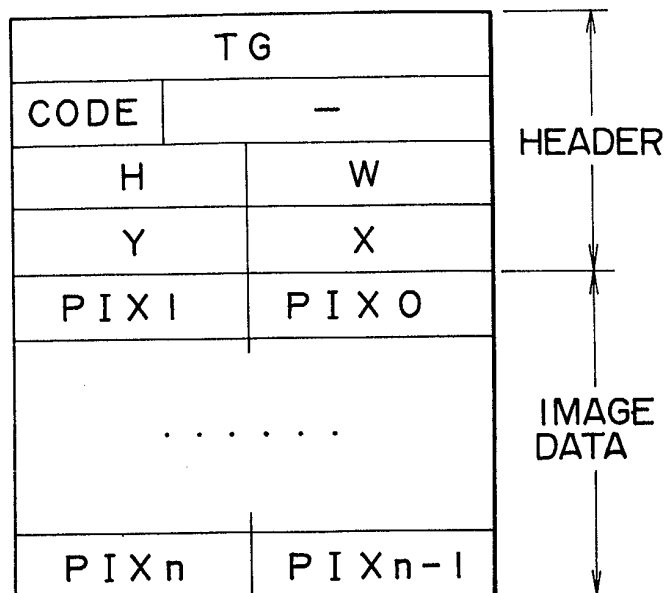 TG
CODE —
HEADER
H W
Y X
PIX1 PIX0
......
IMAGE
DATA
PIXn PIXn-1